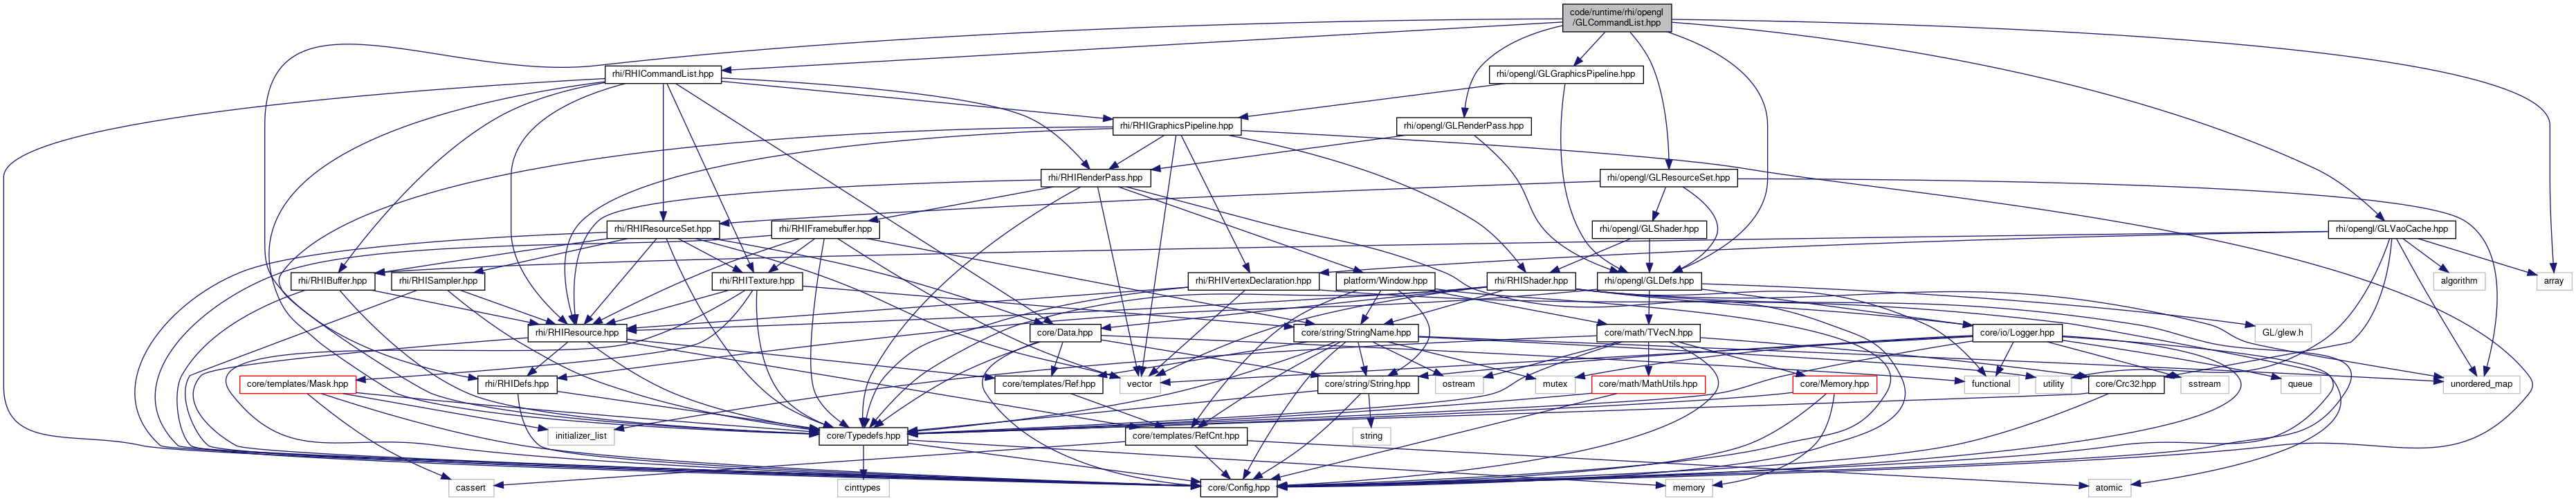 code/runtime/rhi/opengl
/GLCommandList.hpp
rhi/RHICommandList.hpp
rhi/opengl/GLGraphicsPipeline.hpp
rhi/RHIGraphicsPipeline.hpp
rhi/opengl/GLRenderPass.hpp
rhi/RHIRenderPass.hpp
rhi/opengl/GLResourceSet.hpp
rhi/RHIResourceSet.hpp
rhi/RHIFramebuffer.hpp
rhi/opengl/GLShader.hpp
rhi/opengl/GLVaoCache.hpp
rhi/RHIBuffer.hpp
rhi/RHISampler.hpp
rhi/RHITexture.hpp
rhi/RHIVertexDeclaration.hpp
platform/Window.hpp
rhi/RHIShader.hpp
rhi/opengl/GLDefs.hpp
algorithm
array
rhi/RHIResource.hpp
core/Data.hpp
core/string/StringName.hpp
core/math/TVecN.hpp
core/io/Logger.hpp
GL/glew.h
core/templates/Mask.hpp
rhi/RHIDefs.hpp
core/templates/Ref.hpp
vector
ostream
core/string/String.hpp
mutex
core/math/MathUtils.hpp
core/Memory.hpp
functional
utility
core/Crc32.hpp
sstream
queue
unordered_map
initializer_list
core/Typedefs.hpp
core/templates/RefCnt.hpp
string
cassert
cinttypes
core/Config.hpp
memory
atomic